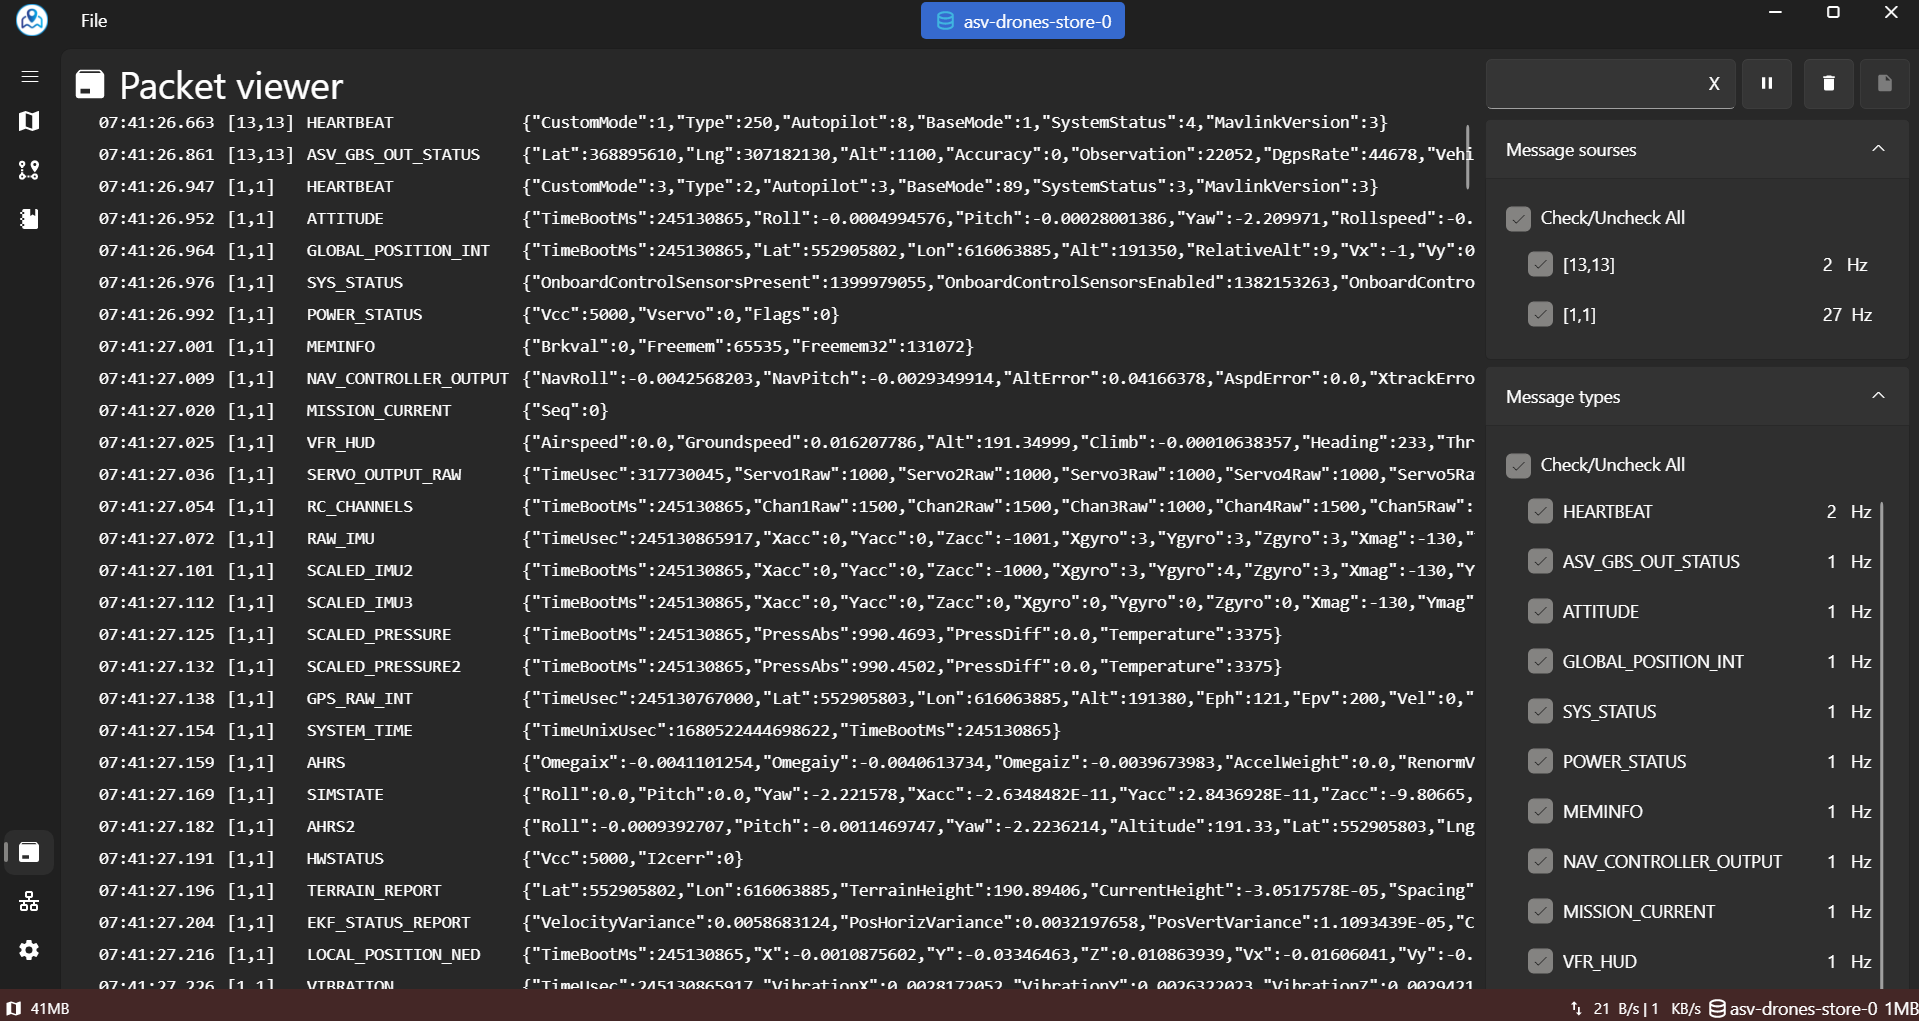 File
asv-drones-store-0
Packet viewer
X
07:41:26.663 [13,13] HEARTBEAT {"CustomMode":1,"Type":250,"Autopilot":8,"BaseMode":1,"SystemStatus":4,"MavlinkVersion":3}
07:41:26.861 [13,13] ASV_GBS_OUT_STATUS {"Lat":368895610,"Lng":307182130,"Alt":1100,"Accuracy":0,"Observation":22052,"DgpsRate":44678,"Vehi
07:41:26.947 [1,1] HEARTBEAT {"CustomMode":3,"Type":2,"Autopilot":3,"BaseMode":89,"SystemStatus":3,"MavlinkVersion":3}
07:41:26.952 [1,1] ATTITUDE {"TimeBootMs":245130865,"Roll":-0.0004994576,"Pitch":-0.00028001386,"Yaw":-2.209971,"Rollspeed":-0.
07:41:26.964 [1,1] GLOBAL_POSITION_INT {"TimeBootMs":245130865,"Lat":552905802,"Lon":616063885,"Alt":191350,"RelativeAlt":9,"Vx":-1,"Vy":0
07:41:26.976 [1,1] SYS_STATUS {"OnboardControlSensorsPresent":1399979055,"OnboardControlSensorsEnabled":1382153263,"OnboardContro
07:41:26.992 [1,1] POWER_STATUS {"Vcc":5000,"Vservo":0,"Flags":0}
07:41:27.001 [1,1] MEMINFO {"Brkval":0,"Freemem":65535,"Freemem32":131072}
07:41:27.009 [1,1] NAV_CONTROLLER_OUTPUT {"NavRoll":-0.0042568203,"NavPitch":-0.0029349914,"AltError":0.04166378,"AspdError":0.0,"XtrackErro
07:41:27.020 [1,1] MISSION_CURRENT {"Seq":0}
07:41:27.025 [1,1] VFR_HUD {"Airspeed":0.0,"Groundspeed":0.016207786,"Alt":191.34999,"Climb":-0.00010638357,"Heading":233,"Thr
07:41:27.036 [1,1] SERVO_OUTPUT_RAW {"TimeUsec":317730045,"Servo1Raw":1000,"Servo2Raw":1000,"Servo3Raw":1000,"Servo4Raw":1000,"Servo5Ra
07:41:27.054 [1,1] RC_CHANNELS {"TimeBootMs":245130865,"Chan1Raw":1500,"Chan2Raw":1500,"Chan3Raw":1000,"Chan4Raw":1500,"Chan5Raw":
07:41:27.072 [1,1] RAW_IMU {"TimeUsec":245130865917,"Xacc":0,"Yacc":0,"Zacc":-1001,"Xgyro":3,"Ygyro":3,"Zgyro":3,"Xmag":-130,"
07:41:27.101 [1,1] SCALED_IMU2 {"TimeBootMs":245130865,"Xacc":0,"Yacc":0,"Zacc":-1000,"Xgyro":3,"Ygyro":4,"Zgyro":3,"Xmag":-130,"Y
07:41:27.112 [1,1] SCALED_IMU3 {"TimeBootMs":245130865,"Xacc":0,"Yacc":0,"Zacc":0,"Xgyro":0,"Ygyro":0,"Zgyro":0,"Xmag":-130,"Ymag"
07:41:27.125 [1,1] SCALED_PRESSURE {"TimeBootMs":245130865,"PressAbs":990.4693,"PressDiff":0.0,"Temperature":3375}
07:41:27.132 [1,1] SCALED_PRESSURE2 {"TimeBootMs":245130865,"PressAbs":990.4502,"PressDiff":0.0,"Temperature":3375}
07:41:27.138 [1,1] GPS_RAW_INT {"TimeUsec":245130767000,"Lat":552905803,"Lon":616063885,"Alt":191380,"Eph":121,"Epv":200,"Vel":0,"
07:41:27.154 [1,1] SYSTEM_TIME {"TimeUnixUsec":1680522444698622,"TimeBootMs":245130865}
07:41:27.159 [1,1] AHRS {"Omegaix":-0.0041101254,"Omegaiy":-0.0040613734,"Omegaiz":-0.0039673983,"AccelWeight":0.0,"RenormV
07:41:27.169 [1,1] SIMSTATE {"Roll":0.0,"Pitch":0.0,"Yaw":-2.221578,"Xacc":-2.6348482E-11,"Yacc":2.8436928E-11,"Zacc":-9.80665,
07:41:27.182 [1,1] AHRS2 {"Roll":-0.0009392707,"Pitch":-0.0011469747,"Yaw":-2.2236214,"Altitude":191.33,"Lat":552905803,"Lng
07:41:27.191 [1,1] HWSTATUS {"Vcc":5000,"I2cerr":0}
07:41:27.196 [1,1] TERRAIN_REPORT {"Lat":552905802,"Lon":616063885,"TerrainHeight":190.89406,"CurrentHeight":-3.0517578E-05,"Spacing"
07:41:27.204 [1,1] EKF_STATUS_REPORT {"VelocityVariance":0.0058683124,"PosHorizVariance":0.0032197658,"PosVertVariance":1.1093439E-05,"C
07:41:27.216 [1,1] LOCAL_POSITION_NED {"TimeBootMs":245130865,"X":-0.0010875602,"Y":-0.03346463,"Z":0.010863939,"Vx":-0.01606041,"Vy":-0.
07:41:27.226 [1,1] VIBRATION {"TimeUsec":245130865917,"VibrationX":0.0028172052,"VibrationY":0.0026322023,"VibrationZ":0.0029421
Message sourses
Check/Uncheck All
[13,13] 2 Hz
[1,1] 27 Hz
Message types
Check/Uncheck All
HEARTBEAT 2 Hz
ASV_GBS_OUT_STATUS 1 Hz
ATTITUDE 1 Hz
GLOBAL_POSITION_INT 1 Hz
SYS_STATUS 1 Hz
POWER_STATUS 1 Hz
MEMINFO 1 Hz
NAV_CONTROLLER_OUTPUT 1 Hz
MISSION_CURRENT 1 Hz
VFR_HUD 1 Hz
41MB
21 B/s | 1 KB/s asv-drones-store-0 1MB